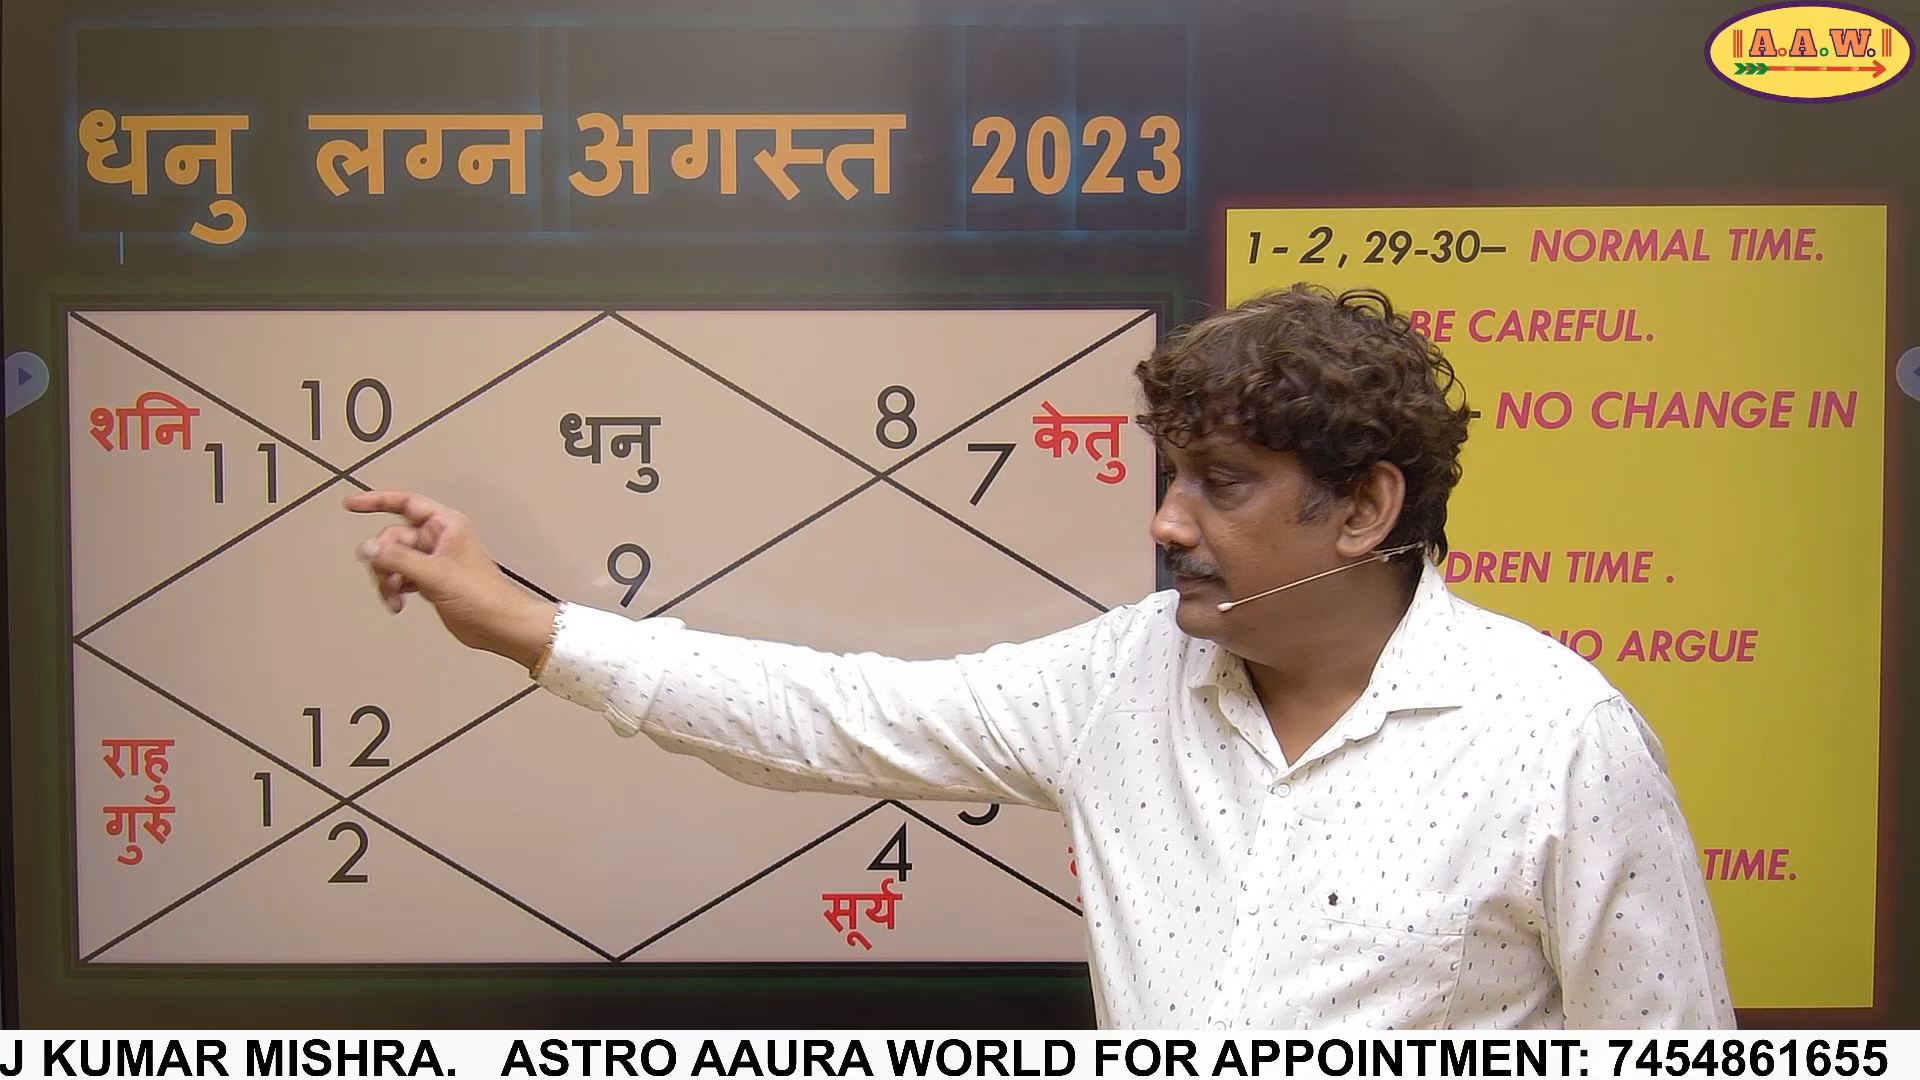 |A.A.W.|
धनु लग्न अगस्त 2023
1 - 2 , 29-30– NORMAL TIME.
BE CAREFUL.
- NO CHANGE IN
DREN TIME .
NO ARGUE
TIME.
10
8
शनि
11
धनु
7
केतु
9
12
राहु
गुरु
1
2
4
सूर्य
J KUMAR MISHRA. ASTRO AAURA WORLD FOR APPOINTMENT: 7454861655